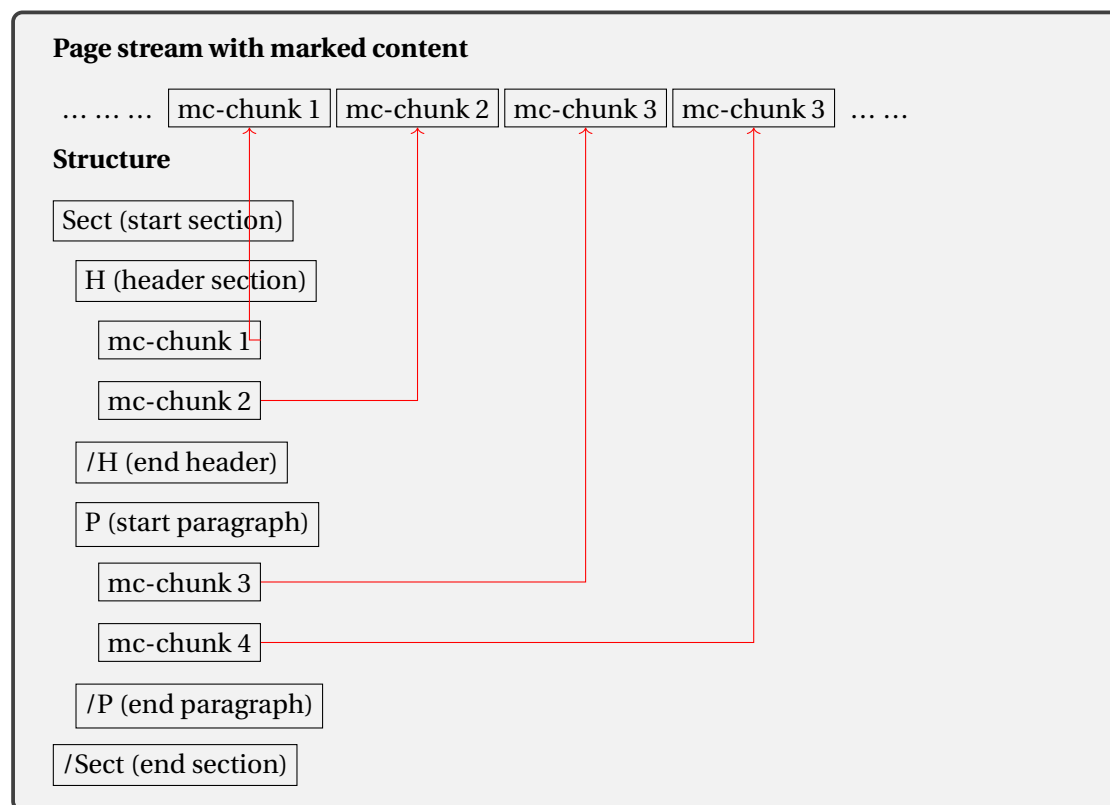 Page stream with marked content
… … … mc-chunk 1 mc-chunk 2 mc-chunk 3 mc-chunk 3 … …
Structure
Sect (start section)
H (header section)
mc-chunk 1
mc-chunk 2
/H (end header)
P (start paragraph)
mc-chunk 3
mc-chunk 4
/P (end paragraph)
/Sect (end section)